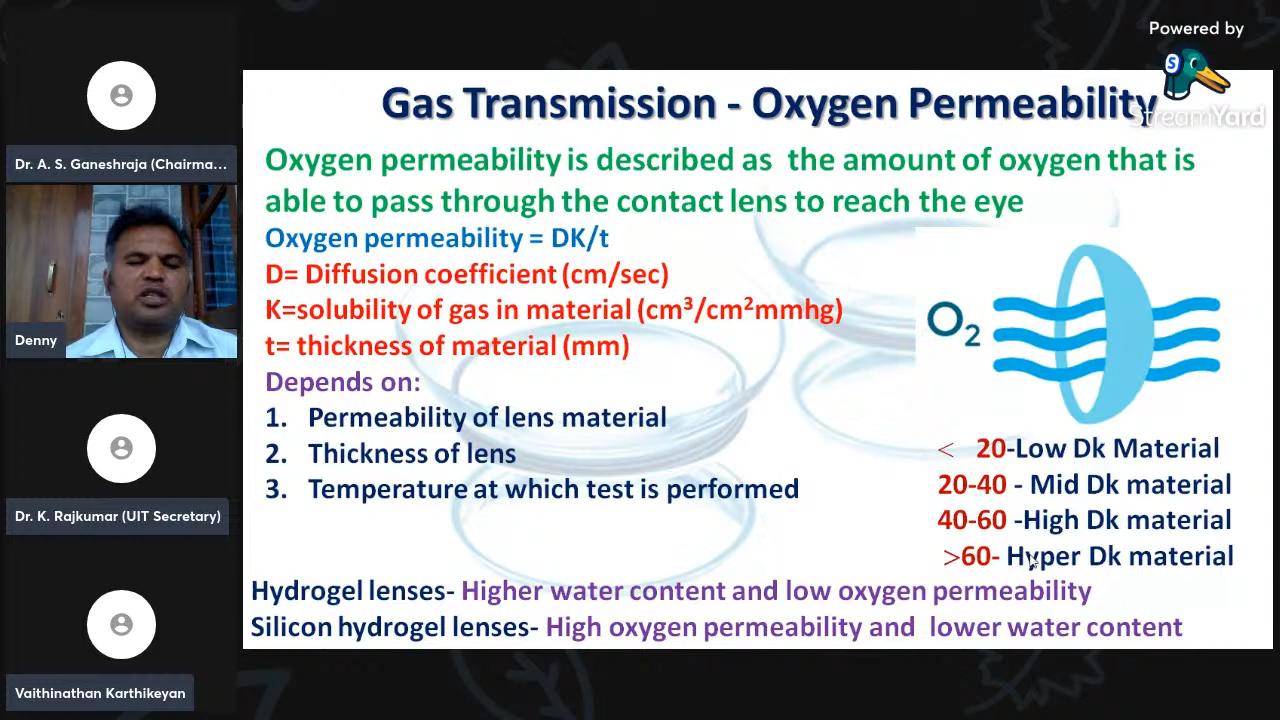 Powered by
StreamYard
Dr. A. S. Ganeshraja (Chairma...
Denny
Dr. K. Rajkumar (UIT Secretary)
Vaithinathan Karthikeyan
Gas Transmission - Oxygen Permeability
Oxygen permeability is described as the amount of oxygen that is
able to pass through the contact lens to reach the eye
Oxygen permeability = DK/t
D= Diffusion coefficient (cm/sec)
K=solubility of gas in material (cm³/cm²mmhg)
t= thickness of material (mm)
Depends on:
1. Permeability of lens material
2. Thickness of lens
3. Temperature at which test is performed
O₂
< 20-Low Dk Material
20-40 - Mid Dk material
40-60 -High Dk material
>60- Hyper Dk material
Hydrogel lenses- Higher water content and low oxygen permeability
Silicon hydrogel lenses- High oxygen permeability and lower water content